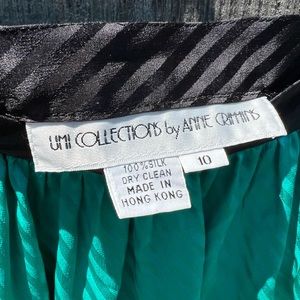 UMI COLLECTIONS by ANNE CRIMMINS
10
100% SILK
DRY CLEAN
MADE IN
HONG KONG